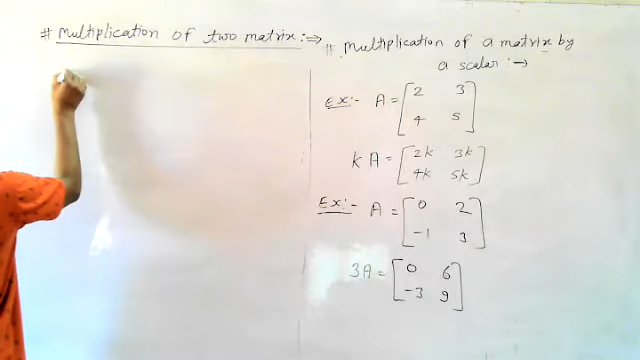 # Multiplication of two matrix :⇒
# Multiplication of a matrix by
a scalar :→
Ex:- A = [2 3
4 5]
kA = [2k 3k
4k 5k]
Ex:- A = [0 2
-1 3]
3A = [0 6
-3 9]